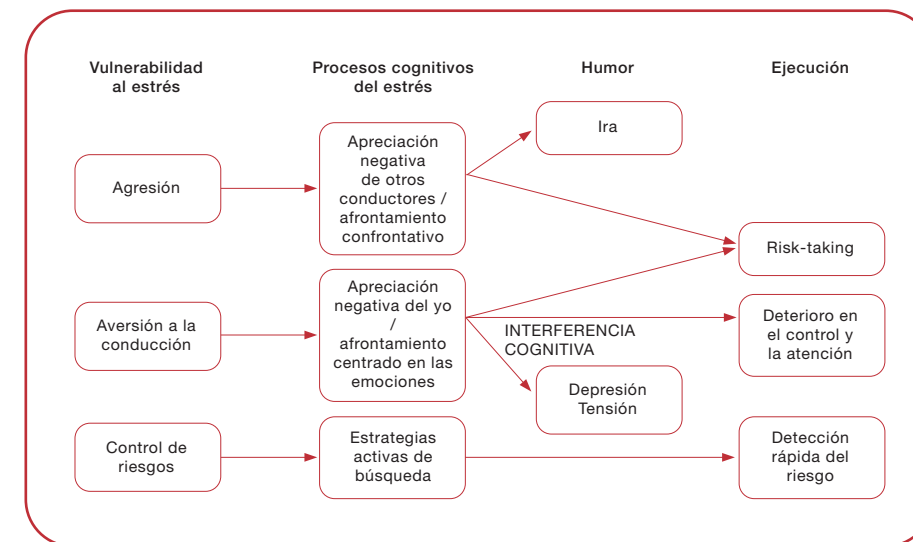 Vulnerabilidad
al estrés
Procesos cognitivos
del estrés
Humor
Ejecución
Agresión
Apreciación
negativa
de otros
conductores /
afrontamiento
confrontativo
Ira
Risk-taking
Aversión a la
conducción
Apreciación
negativa del yo
/
afrontamiento
centrado en las
emociones
INTERFERENCIA
COGNITIVA
Depresión
Tensión
Deterioro en
el control y
la atención
Control de
riesgos
Estrategias
activas de
búsqueda
Detección
rápida del
riesgo